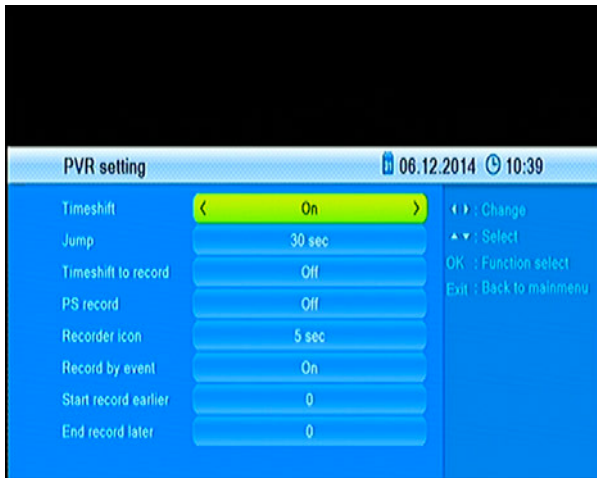 PVR setting 31 06.12.2014 10:39
Timeshift < On >
Jump 30 sec
Timeshift to record Off
PS record Off
Recorder icon 5 sec
Record by event On
Start record earlier 0
End record later 0
: Change
: Select
OK : Function select
Exit : Back to mainmenu